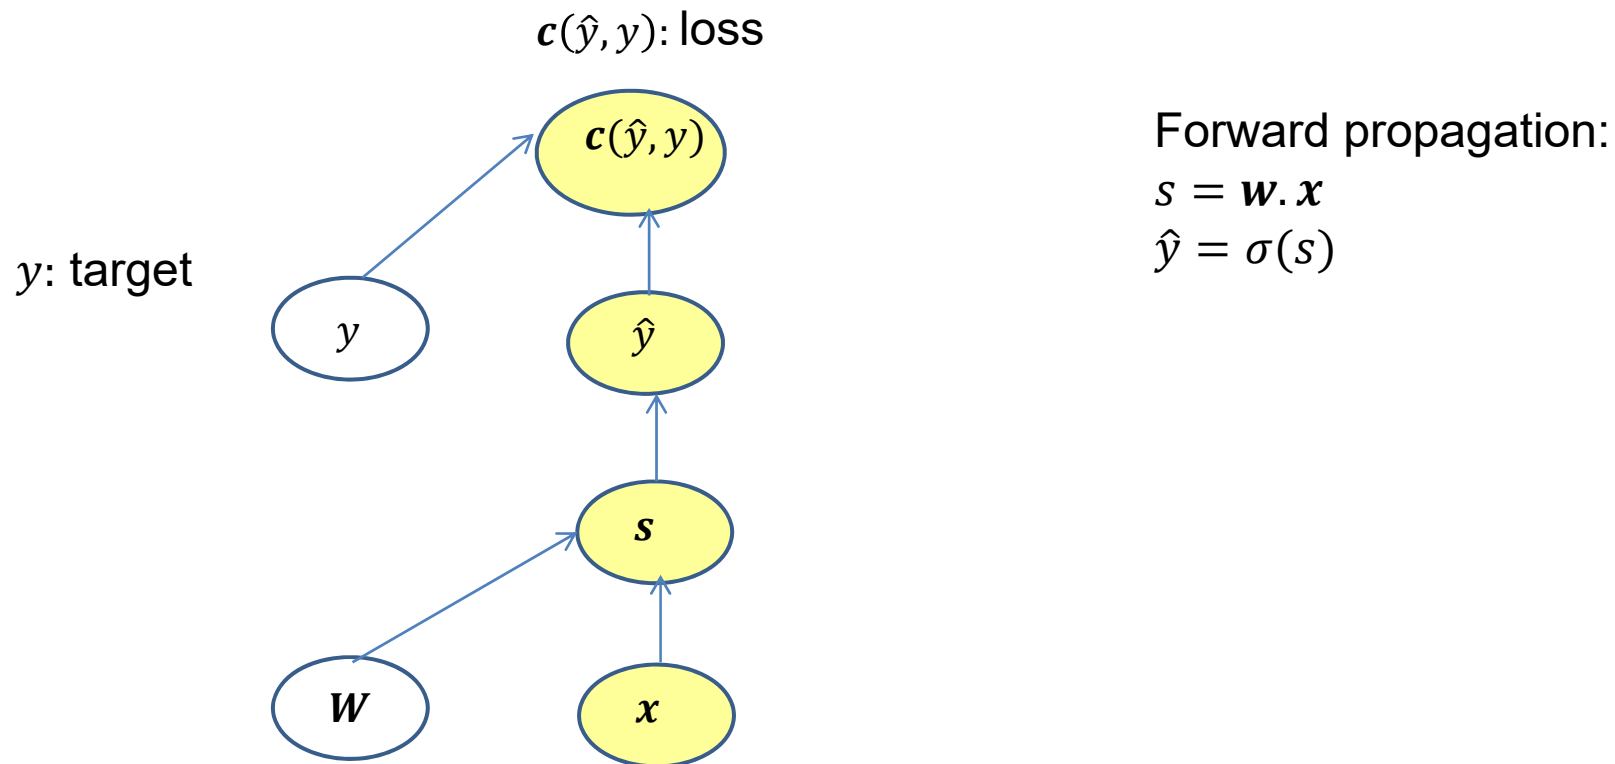 c(ŷ, y): loss
c(ŷ, y)
Forward propagation:
s = w. x
ŷ = σ(s)
y: target
y
ŷ
s
W
x